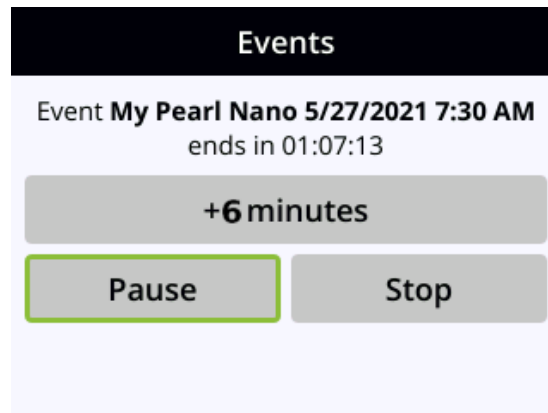 Events
Event My Pearl Nano 5/27/2021 7:30 AM
ends in 01:07:13
+6 minutes
Pause
Stop